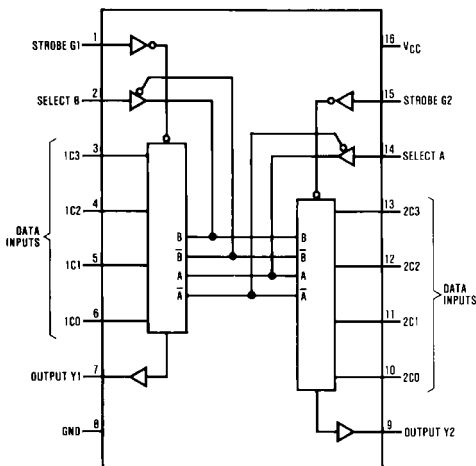 1
STROBE G1
2
SELECT B
3
1C3
4
1C2
DATA
INPUTS
5
1C1
6
1C0
7
OUTPUT Y1
8
GND
B
B̅
A
A̅
B
B̅
A
A̅
16
VCC
15
STROBE G2
14
SELECT A
13
2C3
12
2C2
DATA
INPUTS
11
2C1
10
2C0
9
OUTPUT Y2